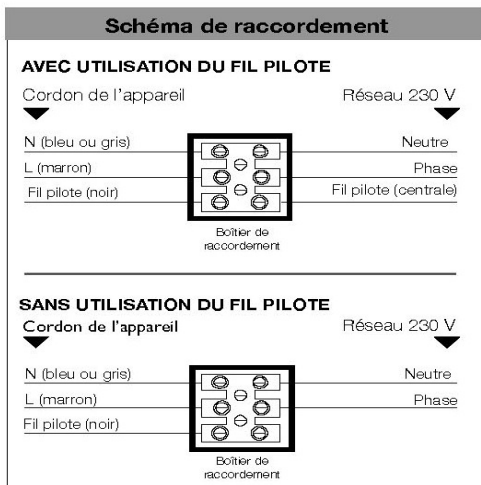 Schéma de raccordement
AVEC UTILISATION DU FIL PILOTE
Cordon de l'appareil Réseau 230 V
N (bleu ou gris) Neutre
L (marron) Phase
Fil pilote (noir) Fil pilote (centrale)
Boîtier de
raccordement
SANS UTILISATION DU FIL PILOTE
Cordon de l'appareil Réseau 230 V
N (bleu ou gris) Neutre
L (marron) Phase
Fil pilote (noir)
Boîtier de
raccordement